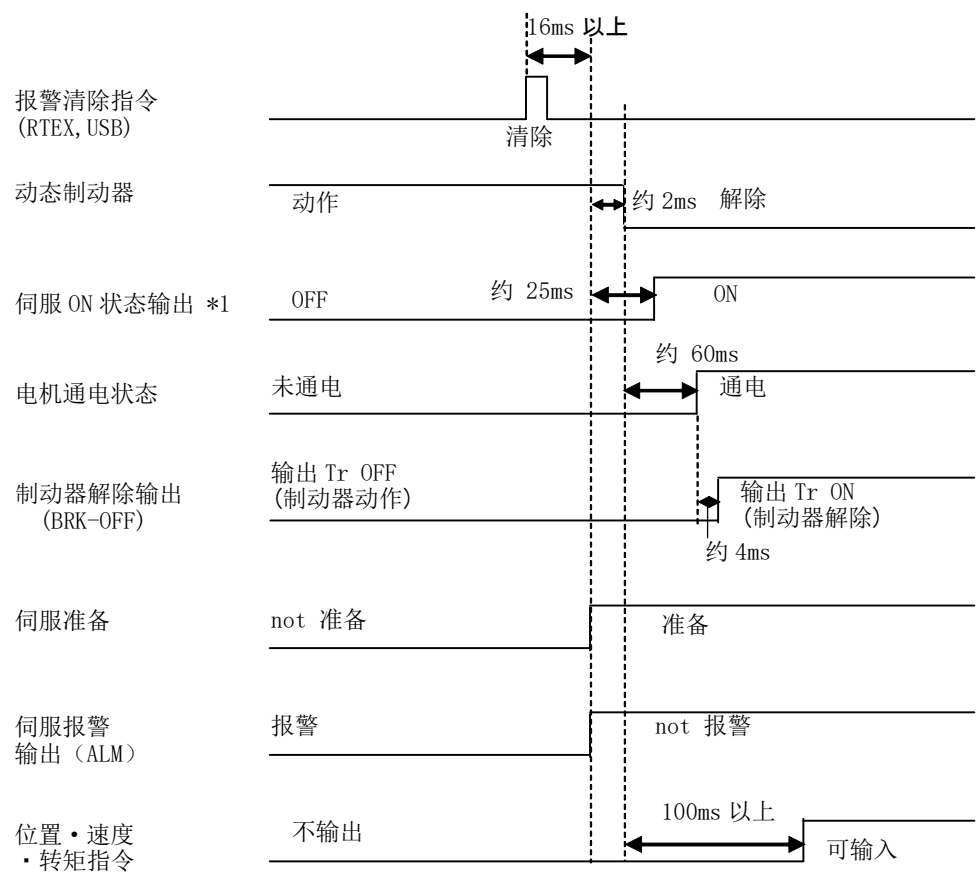 16ms 以上
报警清除指令
(RTEX,USB)
清除
动态制动器
动作
约 2ms 解除
伺服 ON 状态输出 *1
OFF
约 25ms
ON
约 60ms
电机通电状态
未通电
通电
制动器解除输出
(BRK-OFF)
输出 Tr OFF
(制动器动作)
输出 Tr ON
(制动器解除)
约 4ms
伺服准备
not 准备
准备
伺服报警
输出（ALM）
报警
not 报警
位置・速度
・转矩指令
不输出
100ms 以上
可输入